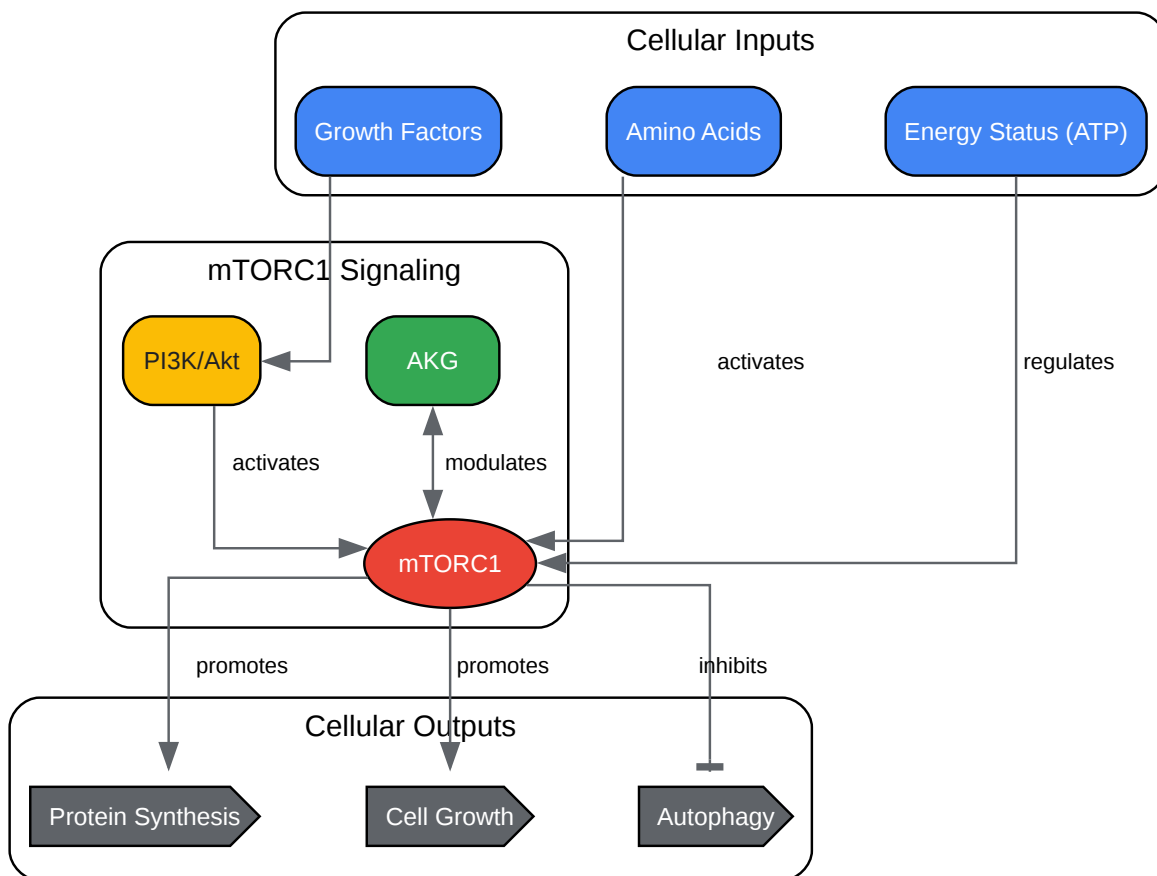 Cellular Inputs
Growth Factors
Amino Acids
Energy Status (ATP)
mTORC1 Signaling
PI3K/Akt
AKG
activates
regulates
activates
modulates
mTORC1
promotes
promotes
inhibits
Cellular Outputs
Protein Synthesis
Cell Growth
Autophagy